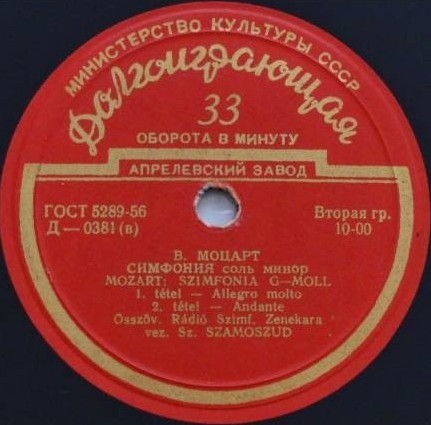 МИНИСТЕРСТВО КУЛЬТУРЫ СССР
Долгоиграющая
33
ОБОРОТА В МИНУТУ
АПРЕЛЕВСКИЙ ЗАВОД
ГОСТ 5289-56
Д — 0381 (в)
Вторая гр.
10-00
В. МОЦАРТ
СИМФОНИЯ соль минор
MOZART: SZIMFONIA G—MOLL
1. tétel — Allegro molto
2. tétel — Andante
Összöv. Rádió Szimf. Zenekara
vez. Sz. SZAMOSZUD